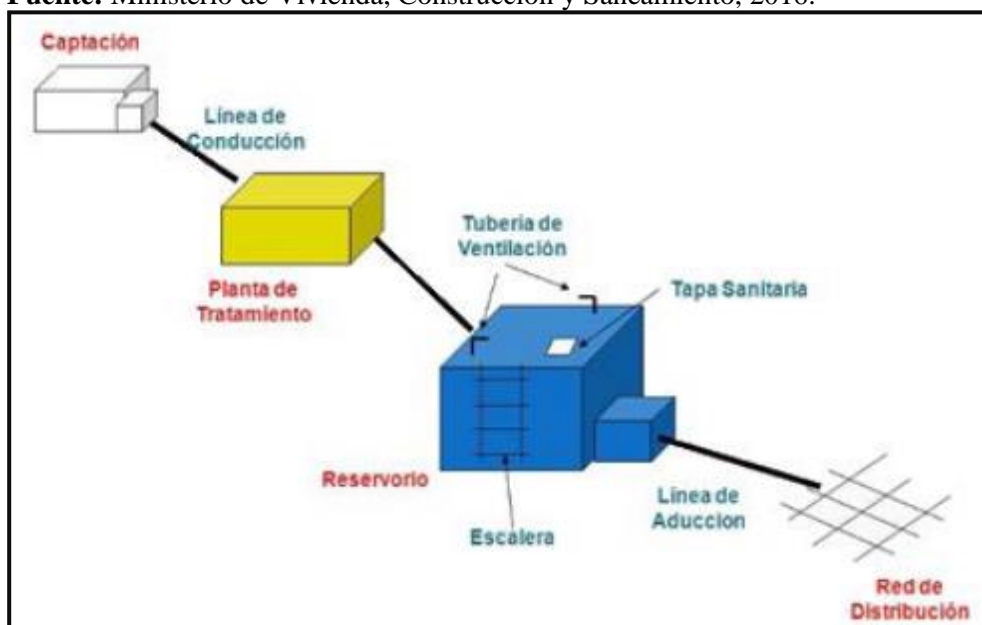 Fuente: Ministerio de Vivienda, Construcción y Saneamiento, 2016.
Captación
Línea de
Conducción
Planta de
Tratamiento
Tuberia de
Ventilación
Tapa Sanitaria
Reservorio
Escalera
Línea de
Aduccion
Red de
Distribución